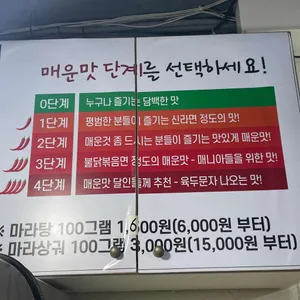 매운맛 단계를 선택하세요!
0단계 누구나 즐기는 담백한 맛!
1단계 평범한 분들이 즐기는 신라면 정도의 맛!
2단계 매운것 좀 드시는 분들이 즐기는 맛있게 매운맛!
3단계 불닭볶음면 정도의 매운맛 - 매니아들을 위한 맛!
4단계 매운맛 달인들께 추천 - 육두문자 나오는 맛!
※ 마라탕 100그램 1,600원(6,000원 부터)
※ 마라샹궈 100그램 3,000원(15,000원 부터)